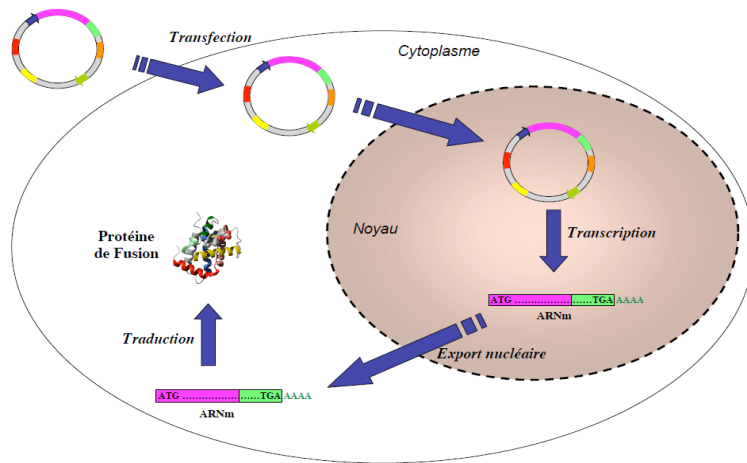 Transfection
Cytoplasme
Noyau
Transcription
ATG ......................TGA AAAA
ARNm
Export nucléaire
Protéine
de Fusion
Traduction
ATG ......................TGA AAAA
ARNm